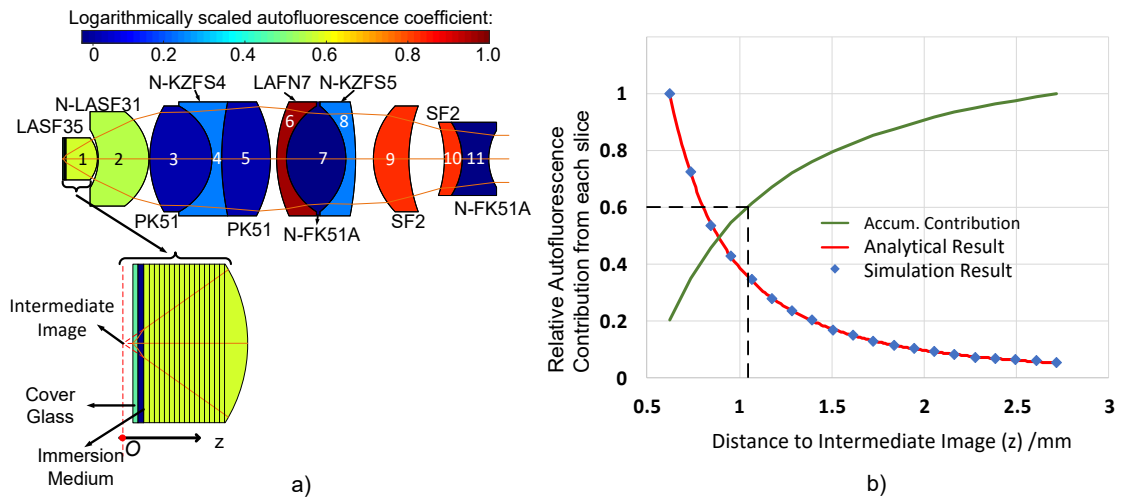 Logarithmically scaled autofluorescence coefficient:
0 0.2 0.4 0.6 0.8 1.0
N-KZFS4 LAFN7 N-KZFS5
N-LASF31
LASF35
SF2
1 2 3 4 5 6 7 8 9 10 11
PK51 PK51 SF2 N-FK51A
N-FK51A
Intermediate
Image
Cover
Glass
O z
Immersion
Medium
a)
Relative Autofluorescence
Contribution from each slice
1
0.8
0.6
0.4
0.2
0
Accum. Contribution
Analytical Result
Simulation Result
0.5 1 1.5 2 2.5 3
Distance to Intermediate Image (z) /mm
b)